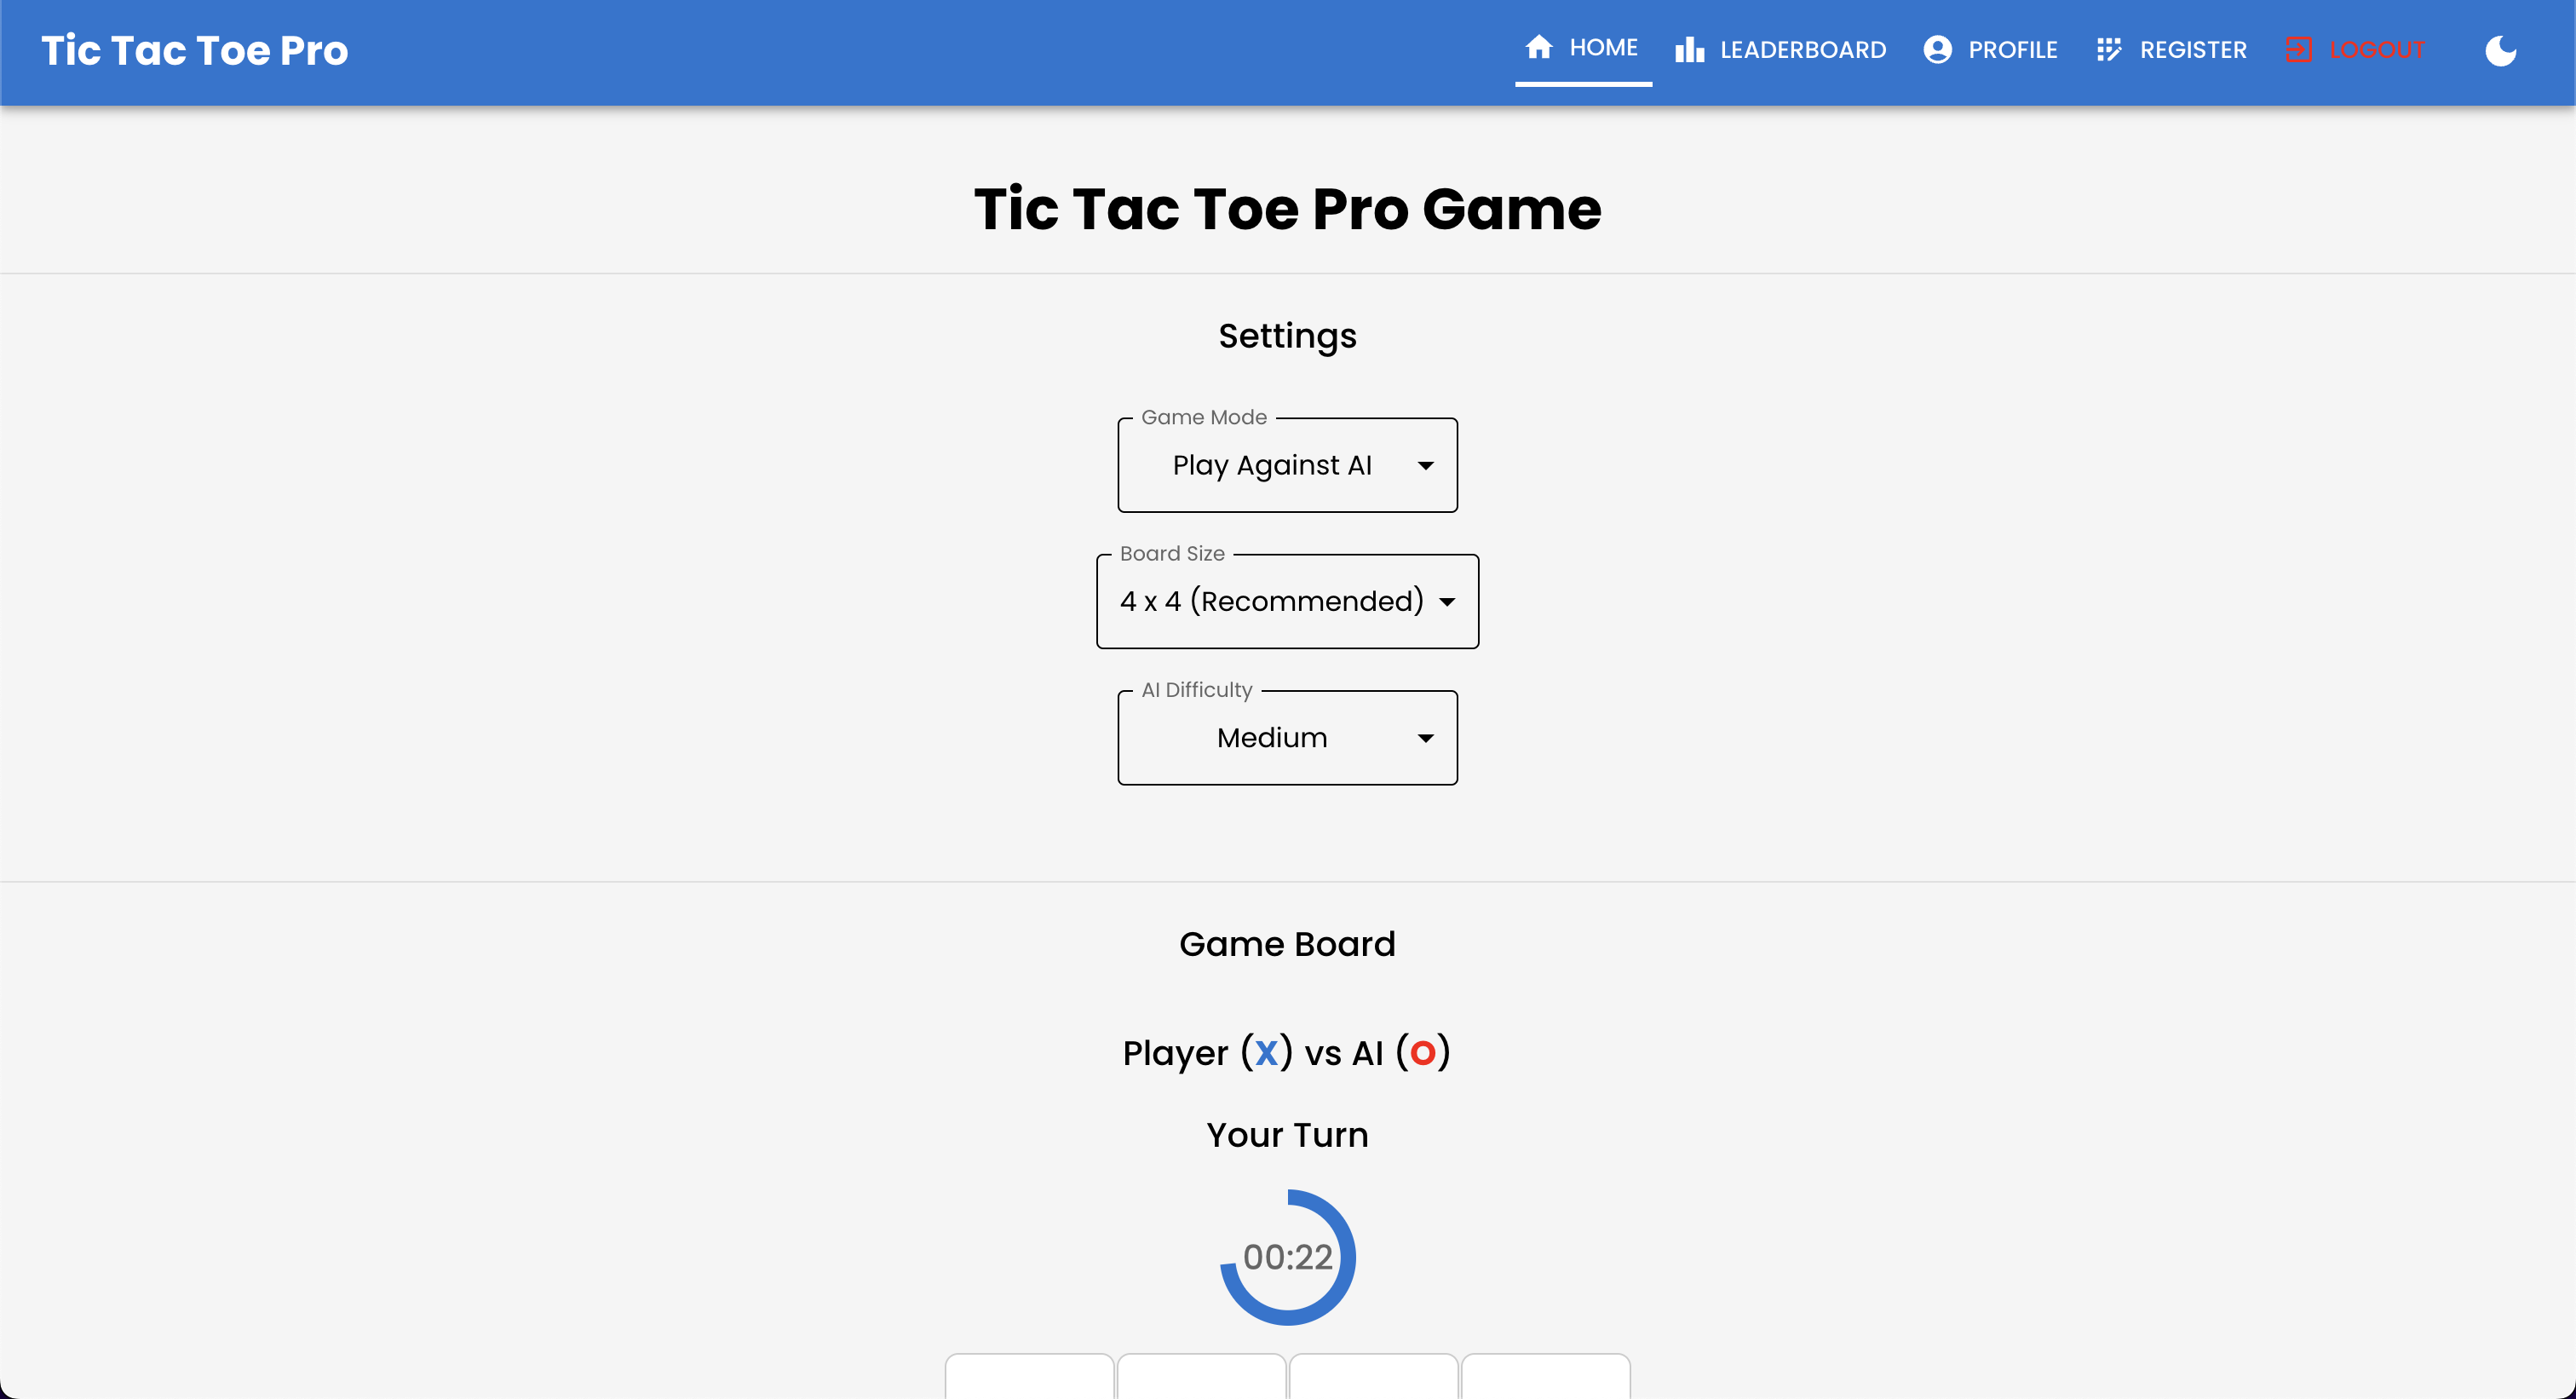 Tic Tac Toe Pro
HOME LEADERBOARD PROFILE REGISTER LOGOUT
Tic Tac Toe Pro Game
Settings
Game Mode
Play Against AI
Board Size
4 x 4 (Recommended)
AI Difficulty
Medium
Game Board
Player (X) vs AI (O)
Your Turn
00:22